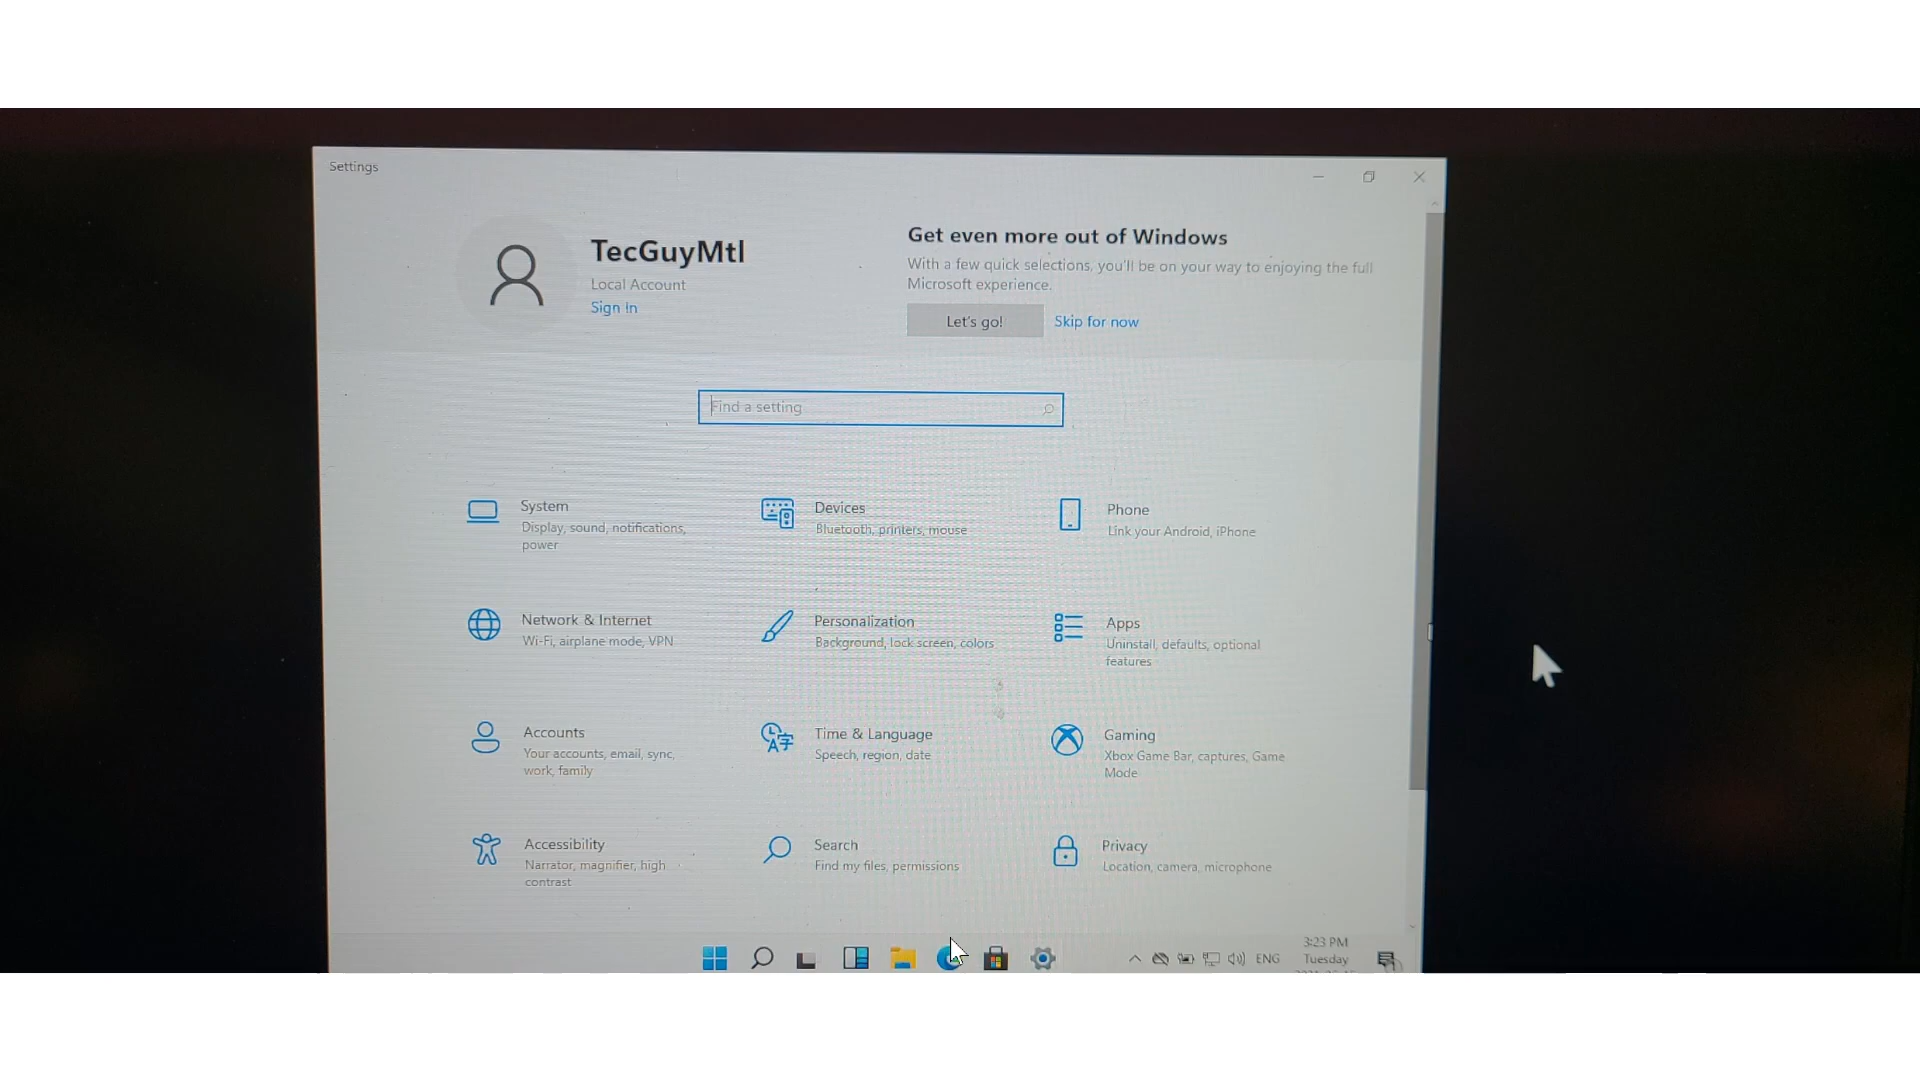 Settings
TecGuyMtl
Local Account
Sign in
Get even more out of Windows
With a few quick selections, you'll be on your way to enjoying the full
Microsoft experience.
Let's go!
Skip for now
Find a setting
System
Display, sound, notifications,
power
Devices
Bluetooth, printers, mouse
Phone
Link your Android, iPhone
Network & Internet
Wi-Fi, airplane mode, VPN
Personalization
Background, lock screen, colors
Apps
Uninstall, defaults, optional
features
Accounts
Your accounts, email, sync,
work, family
Time & Language
Speech, region, date
Gaming
Xbox Game Bar, captures, Game
Mode
Accessibility
Narrator, magnifier, high
contrast
Search
Find my files, permissions
Privacy
Location, camera, microphone
ENG
3:23 PM
Tuesday